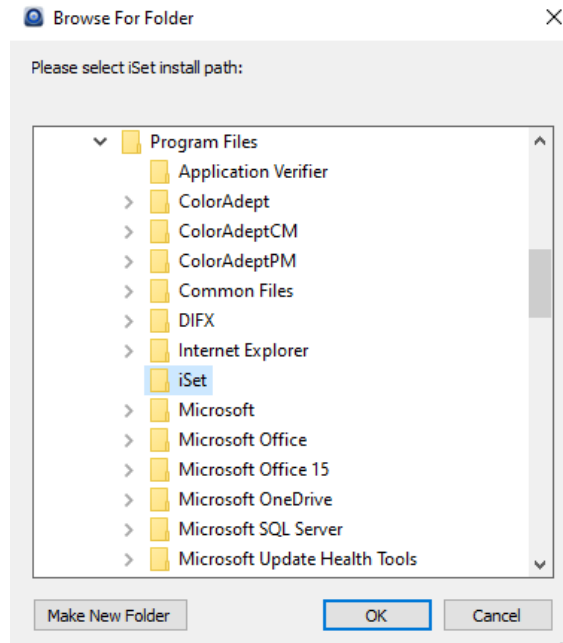 Browse For Folder
Please select iSet install path:
Program Files
Application Verifier
ColorAdept
ColorAdeptCM
ColorAdeptPM
Common Files
DIFX
Internet Explorer
iSet
Microsoft
Microsoft Office
Microsoft Office 15
Microsoft OneDrive
Microsoft SQL Server
Microsoft Update Health Tools
Make New Folder OK Cancel